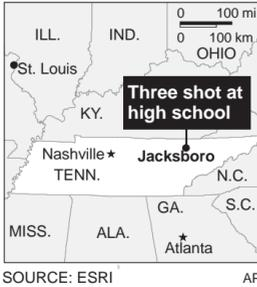 0 100 mi
0 100 km
ILL. IND.
OHIO
St. Louis
Three shot at
high school
KY.
Nashville Jacksboro
TENN.
N.C.
S.C.
GA.
MISS. ALA.
Atlanta
SOURCE: ESRI AP